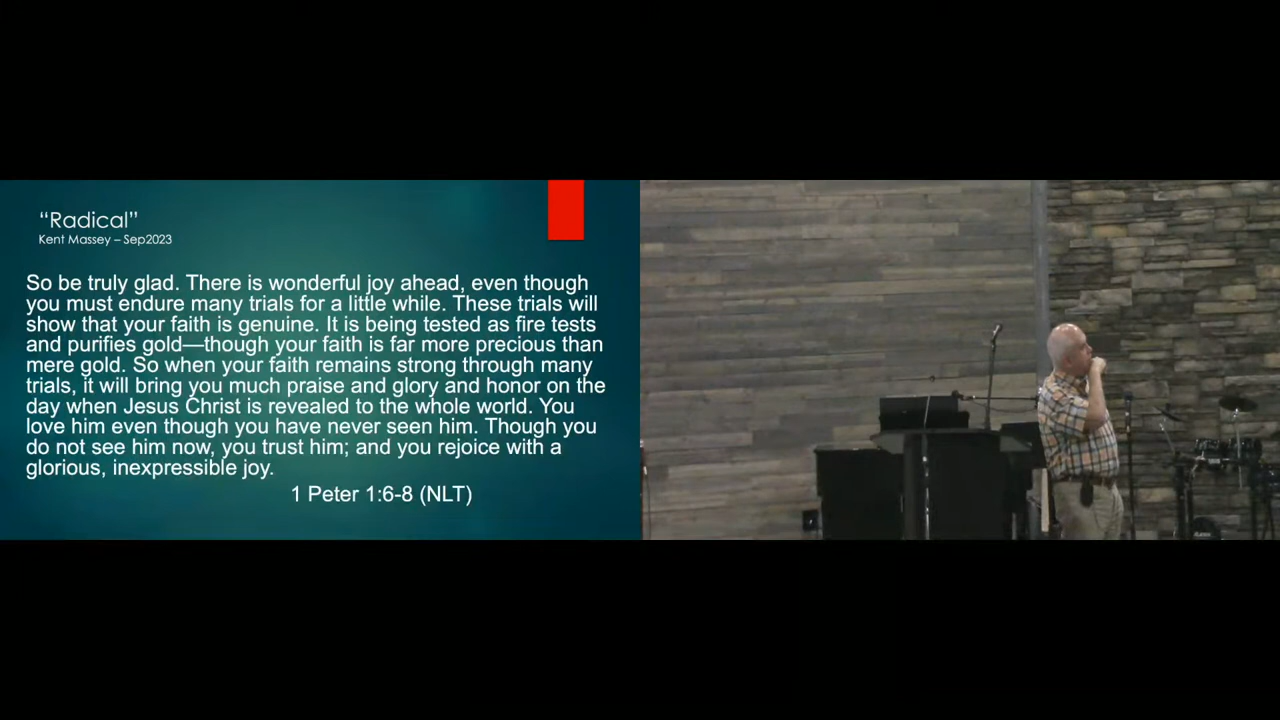 “Radical”
Kent Massey – Sep2023
So be truly glad. There is wonderful joy ahead, even though
you must endure many trials for a little while. These trials will
show that your faith is genuine. It is being tested as fire tests
and purifies gold—though your faith is far more precious than
mere gold. So when your faith remains strong through many
trials, it will bring you much praise and glory and honor on the
day when Jesus Christ is revealed to the whole world. You
love him even though you have never seen him. Though you
do not see him now, you trust him; and you rejoice with a
glorious, inexpressible joy.
1 Peter 1:6-8 (NLT)